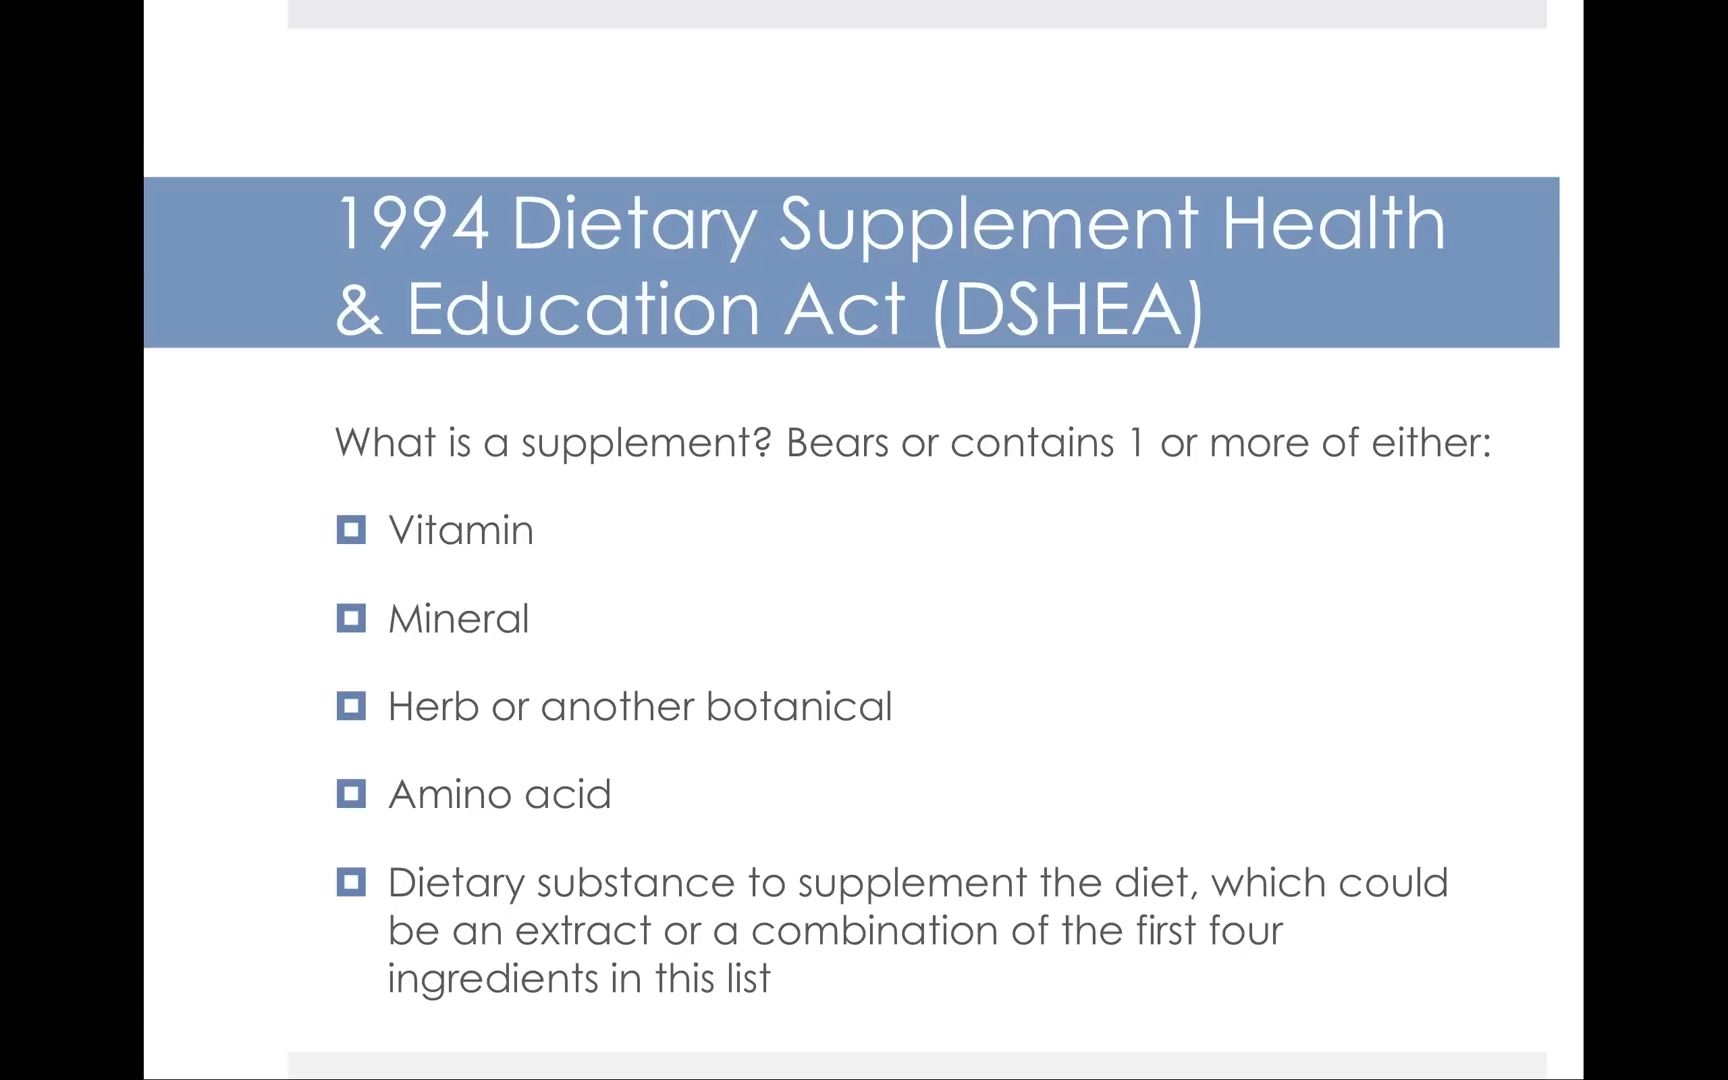 1994 Dietary Supplement Health
& Education Act (DSHEA)
What is a supplement? Bears or contains 1 or more of either:
Vitamin
Mineral
Herb or another botanical
Amino acid
Dietary substance to supplement the diet, which could
be an extract or a combination of the first four
ingredients in this list